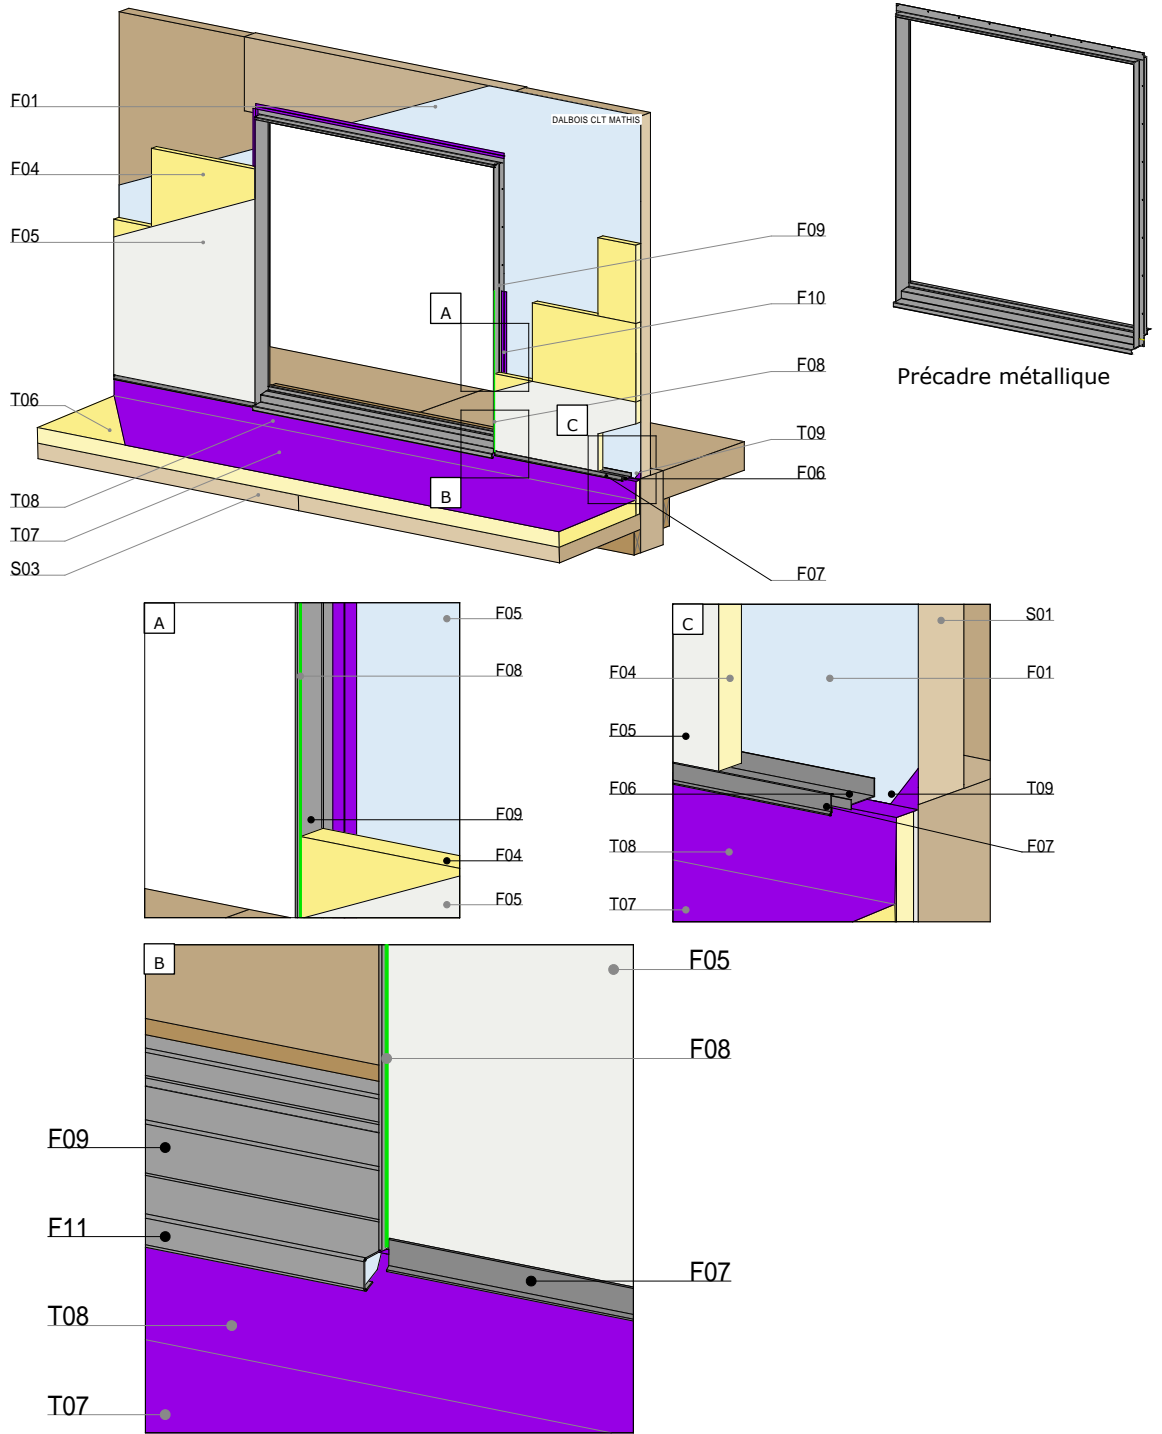 F01
DALBOIS CLT MATHIS
F04
F05
F09
A
F10
F08
Précadre métallique
T06
C
T09
F06
B
T08
T07
S03
F07
A
F05
F08
F09
F04
F05
C
S01
F04
F01
F05
F06
T09
T08
F07
T07
B
F05
F08
F09
F11
F07
T08
T07